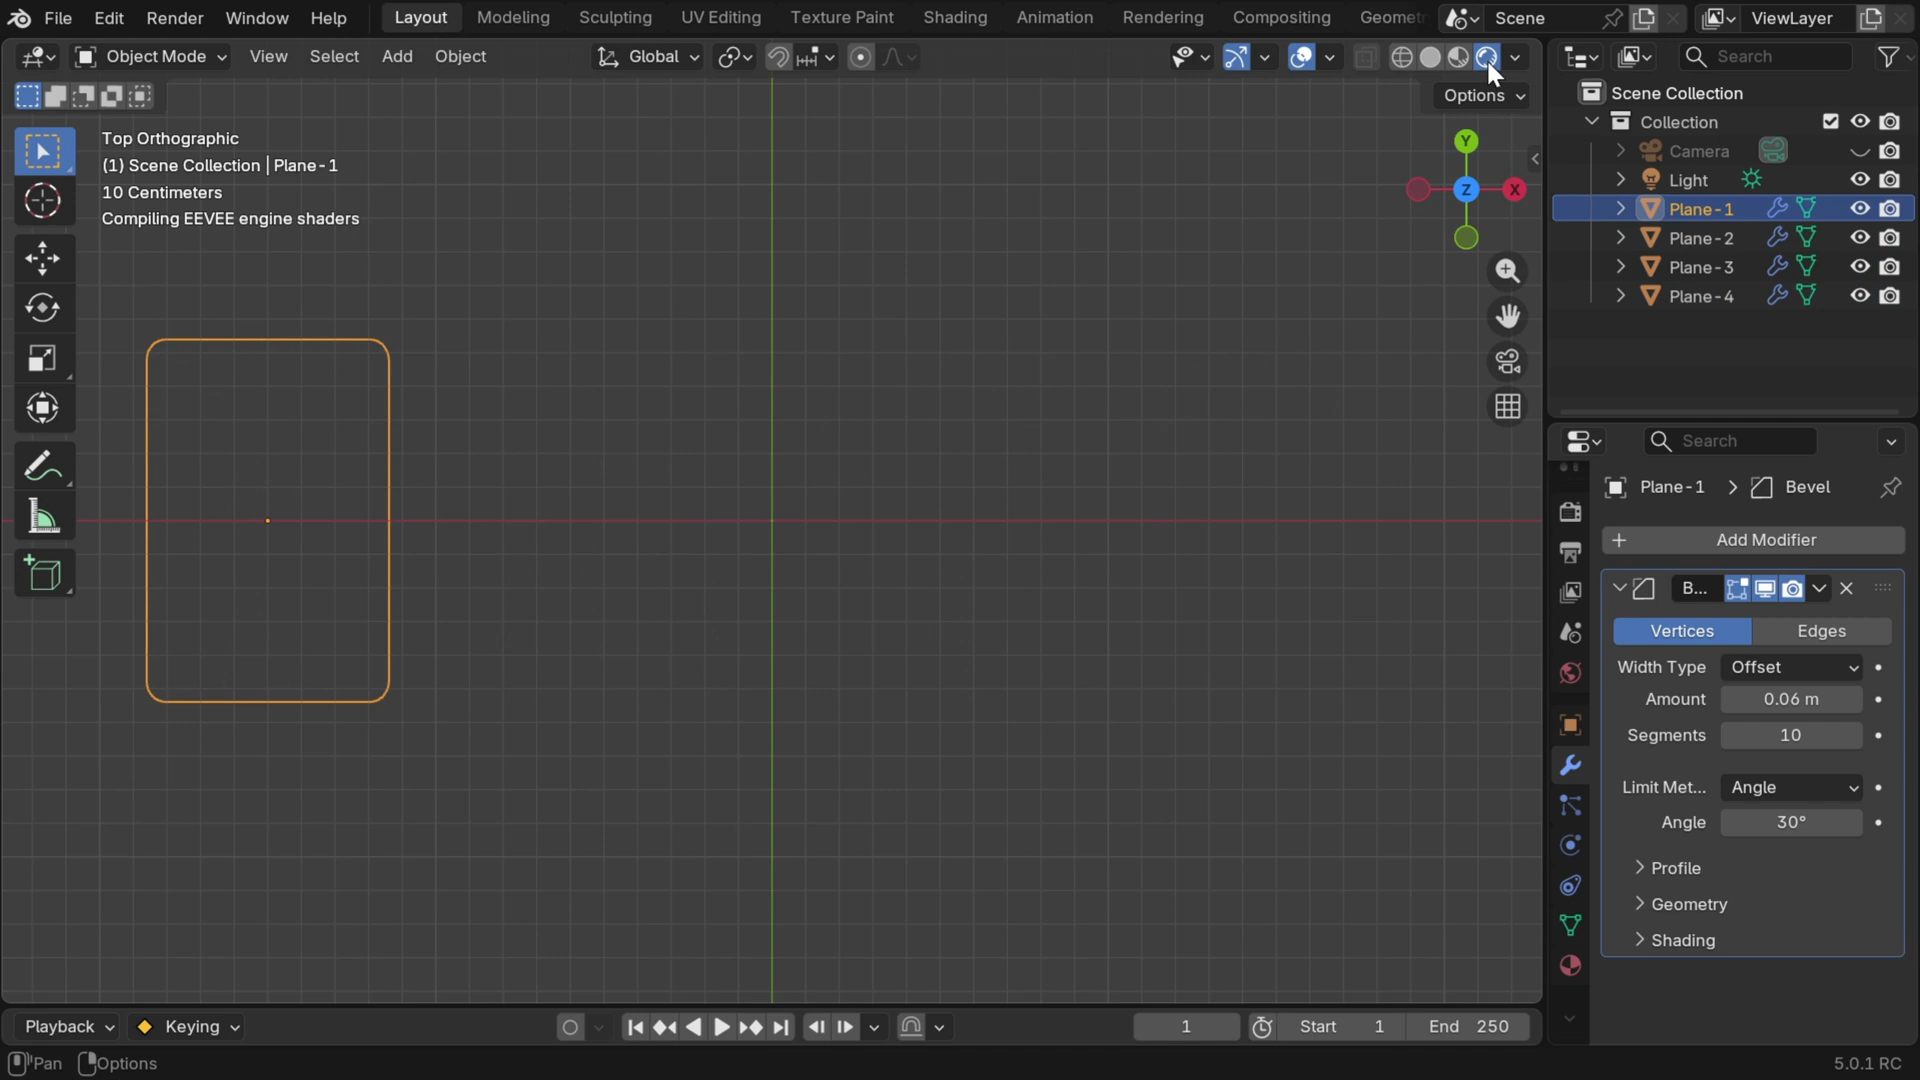 File Edit Render Window Help Layout Modeling Sculpting UV Editing Texture Paint Shading Animation Rendering Compositing Geomet Scene ViewLayer
Object Mode View Select Add Object Global Search
Options
Scene Collection
Collection
Camera
Light
Plane-1
Plane-2
Plane-3
Plane-4
Top Orthographic
(1) Scene Collection | Plane-1
10 Centimeters
Compiling EEVEE engine shaders
Y
Z X
Search
Plane-1 > Bevel
+ Add Modifier
B...
Vertices Edges
Width Type Offset
Amount 0.06 m
Segments 10
Limit Met... Angle
Angle 30°
Profile
Geometry
Shading
Playback Keying 1 Start 1 End 250
Pan Options 5.0.1 RC